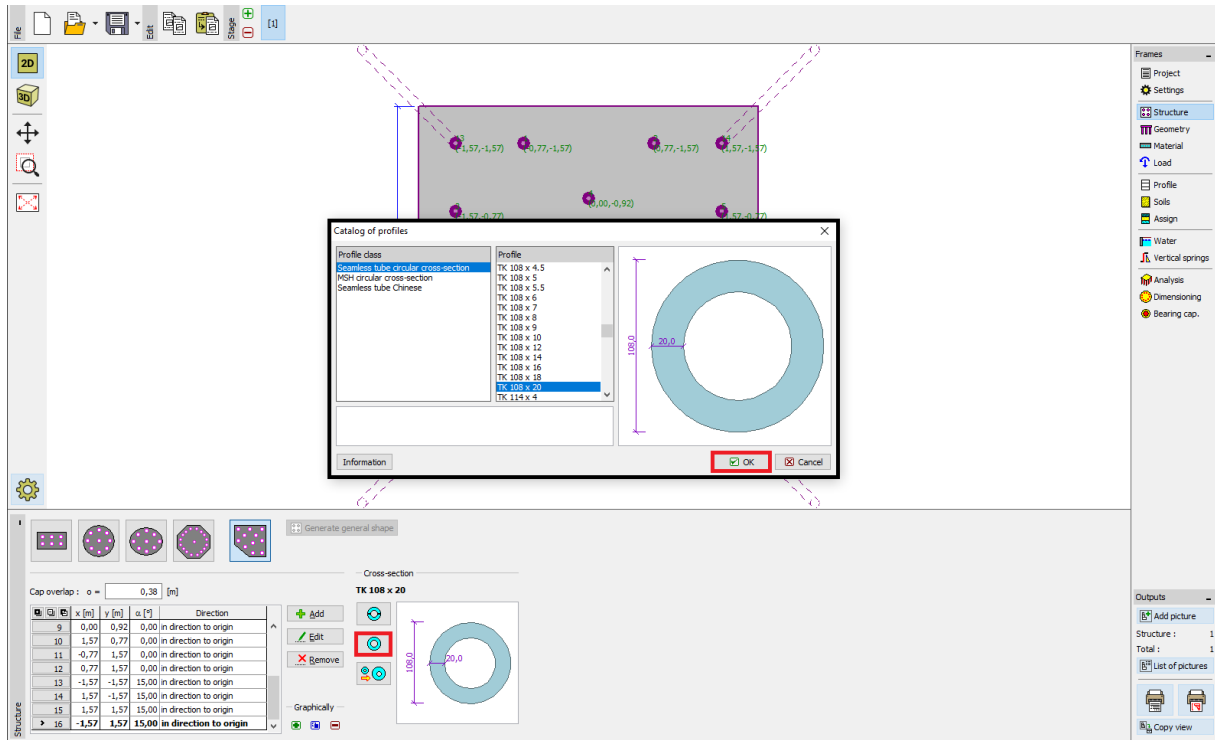 File
Edit
Stage
[1]
2D
3D
13
(-1,57,-1,57)
(-0,77,-1,57)
(0,77,-1,57)
14
(1,57,-1,57)
(0,00,-0,92)
Catalog of profiles
Profile class
Seamless tube circular cross-section
MSH circular cross-section
Seamless tube Chinese
Profile
TK 108 x 4.5
TK 108 x 5
TK 108 x 5.5
TK 108 x 6
TK 108 x 7
TK 108 x 8
TK 108 x 9
TK 108 x 10
TK 108 x 12
TK 108 x 14
TK 108 x 16
TK 108 x 18
TK 108 x 20
TK 114 x 4
108,0
20,0
Information
OK
Cancel
Frames
Project
Settings
Structure
Geometry
Material
Load
Profile
Soils
Assign
Water
Vertical springs
Analysis
Dimensioning
Bearing cap.
Generate general shape
Cap overlap : o = 0,38 [m]
x [m] y [m] α [°] Direction
9 0,00 0,92 0,00 in direction to origin
10 1,57 0,77 0,00 in direction to origin
11 -0,77 1,57 0,00 in direction to origin
12 0,77 1,57 0,00 in direction to origin
13 -1,57 -1,57 15,00 in direction to origin
14 1,57 -1,57 15,00 in direction to origin
15 1,57 1,57 15,00 in direction to origin
16 -1,57 1,57 15,00 in direction to origin
Add
Edit
Remove
Graphically
Cross-section
TK 108 x 20
108,0
20,0
Structure
Outputs
Add picture
Structure : 1
Total : 1
List of pictures
Copy view